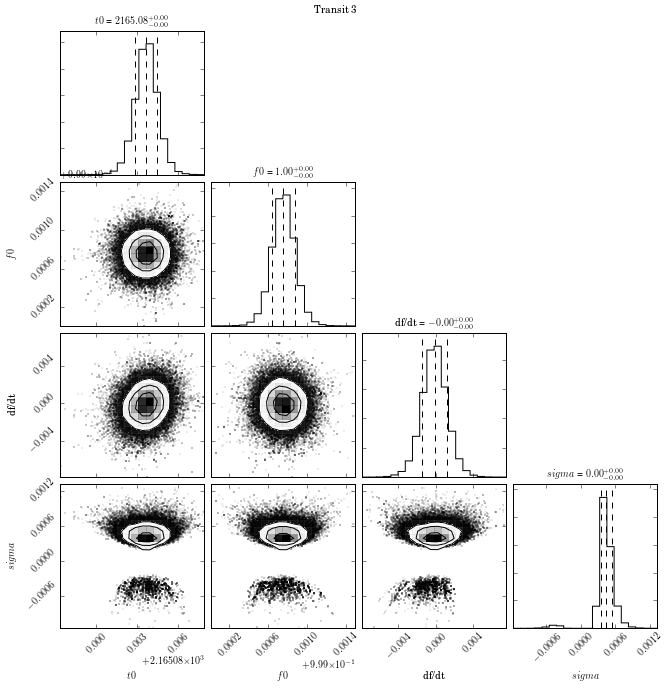 Transit 3
t0 = 2165.08+0.00−0.00
f0 = 1.00+0.00−0.00
0.0014
0.0010
0.0006
0.0002
f0
df/dt = −0.00+0.00−0.00
0.001
0.000
−0.001
df/dt
sigma = 0.00+0.00−0.00
0.0012
0.0006
0.0000
−0.0006
sigma
0.000 0.003 0.006
0.0002 0.0006 0.0010 0.0014
−0.001 0.000 0.001
−0.0006 0.0000 0.0006 0.0012
+2.16508×10³ +9.99×10⁻¹
t0 f0 df/dt sigma